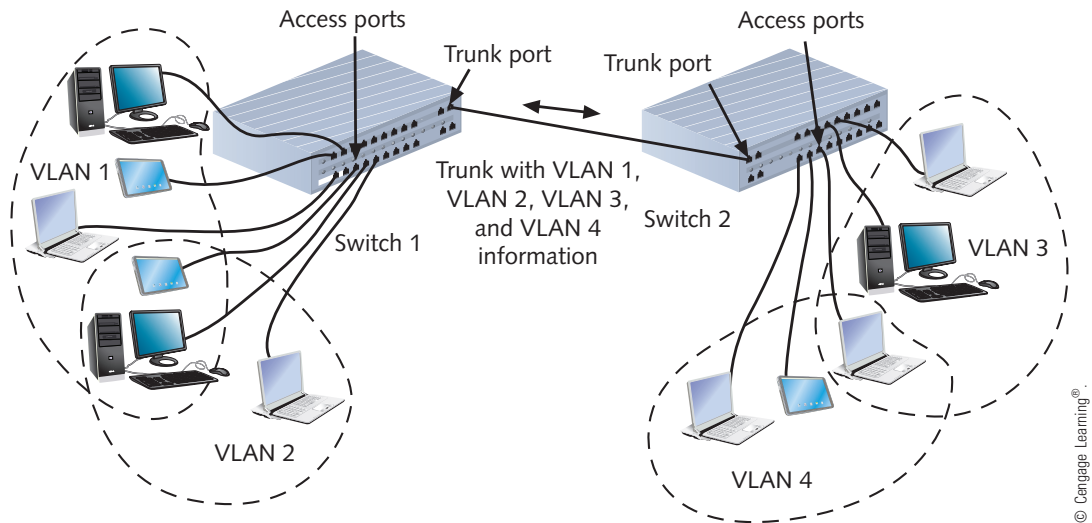 Access ports
Trunk port
Access ports
Trunk port
VLAN 1
Trunk with VLAN 1,
VLAN 2, VLAN 3,
and VLAN 4
information
Switch 1
Switch 2
VLAN 3
VLAN 2
VLAN 4
© Cengage Learning®.